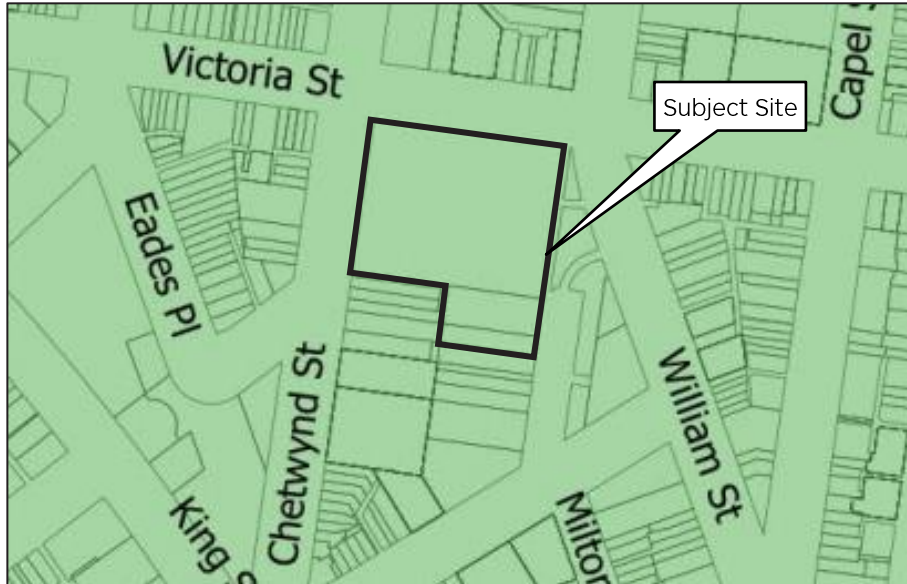 Victoria St
Capel S
Subject Site
Eades Pl
Chetwynd St
William St
King S
Milton